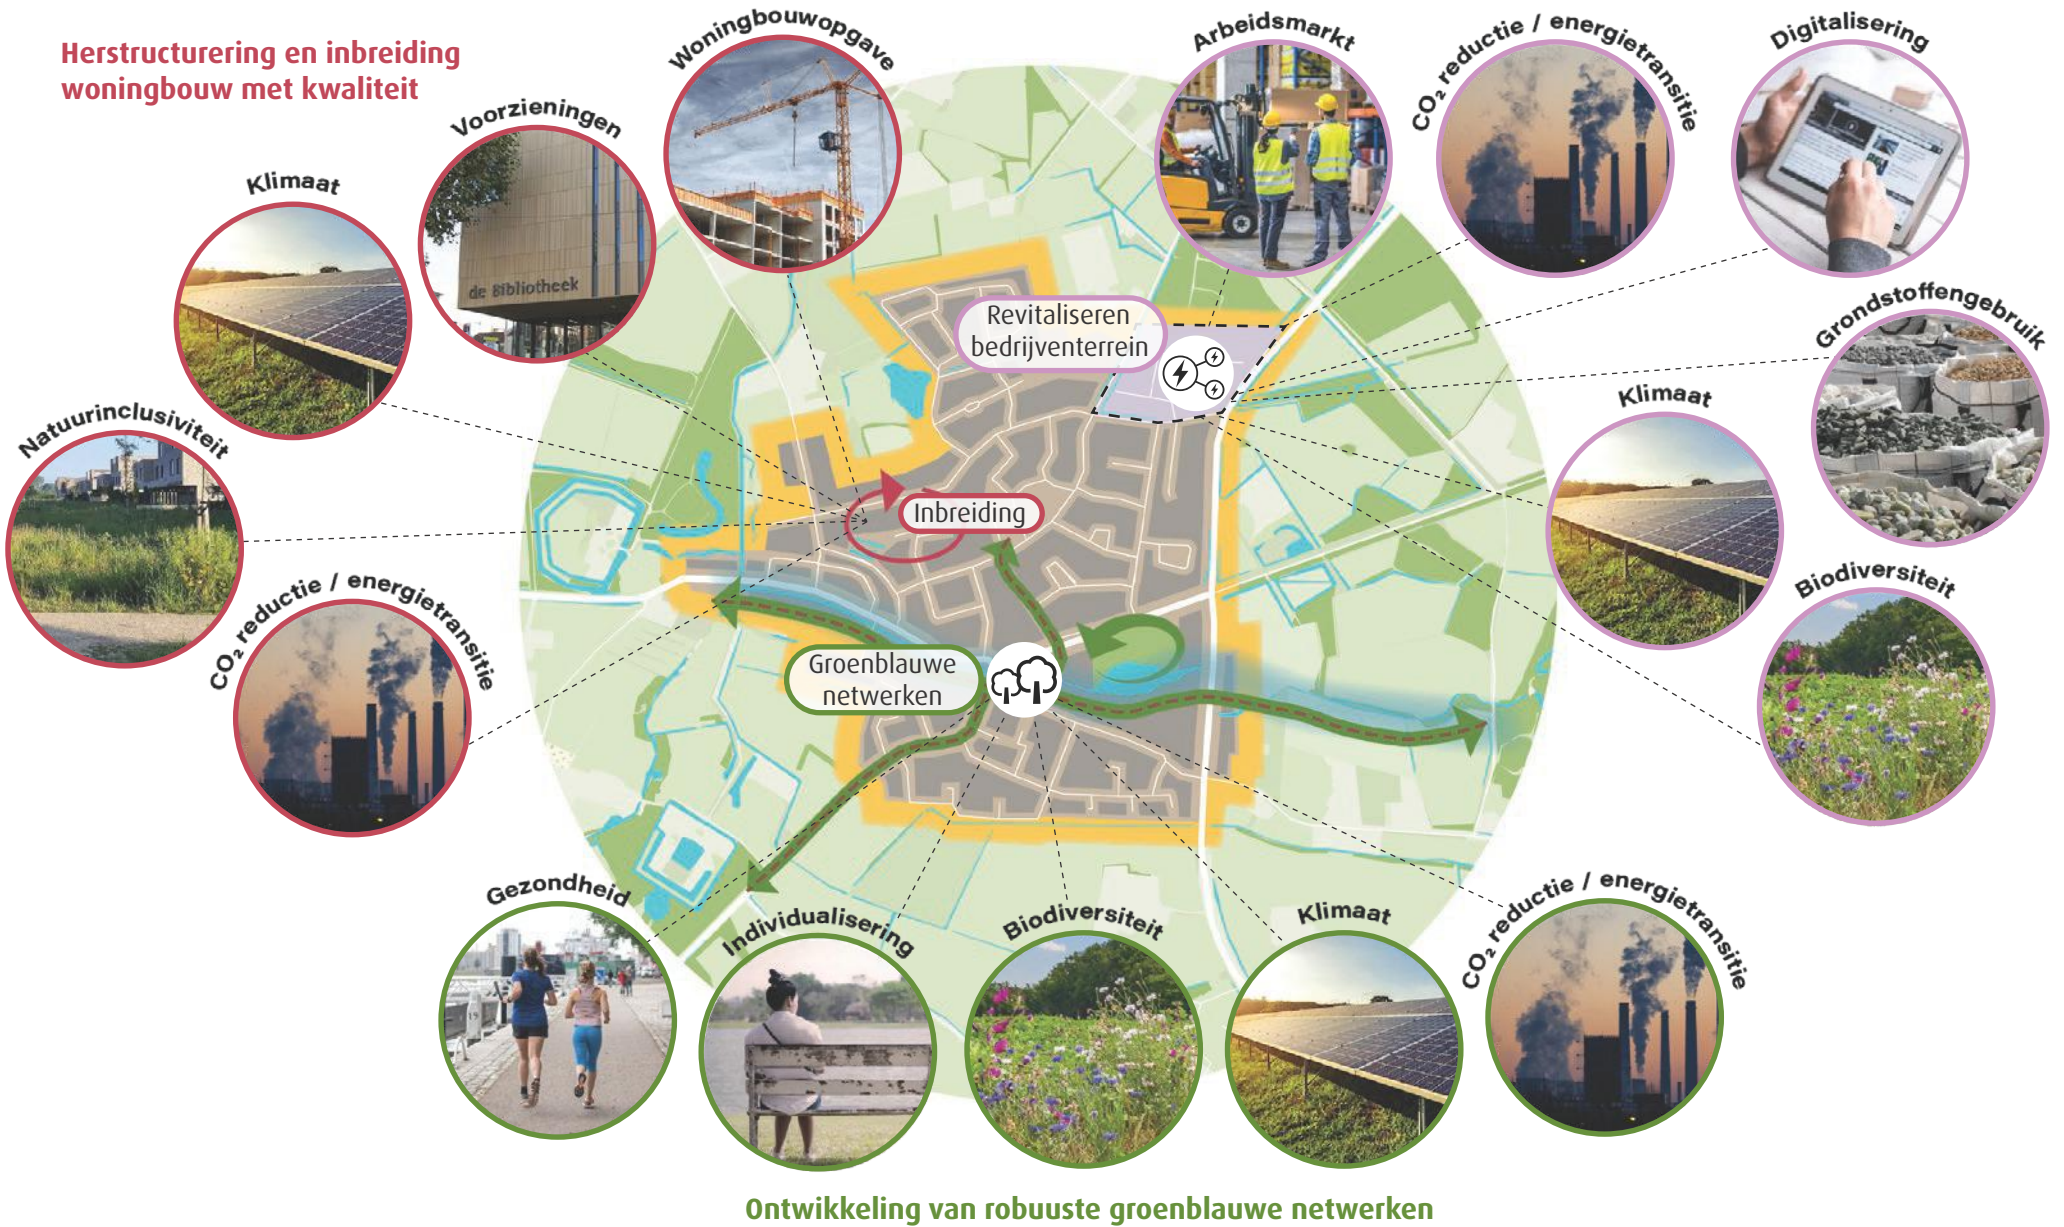 Herstructurering en inbreiding
woningbouw met kwaliteit
Woningbouwopgave
Voorzieningen
de Bibliotheek
Klimaat
Natuurinclusiviteit
CO₂ reductie / energietransitie
Arbeidsmarkt
CO₂ reductie / energietransitie
Digitalisering
Grondstoffengebruik
Klimaat
Biodiversiteit
Revitaliseren
bedrijventerrein
Inbreiding
Groenblauwe
netwerken
Gezondheid
Individualisering
Biodiversiteit
Klimaat
CO₂ reductie / energietransitie
Ontwikkeling van robuuste groenblauwe netwerken